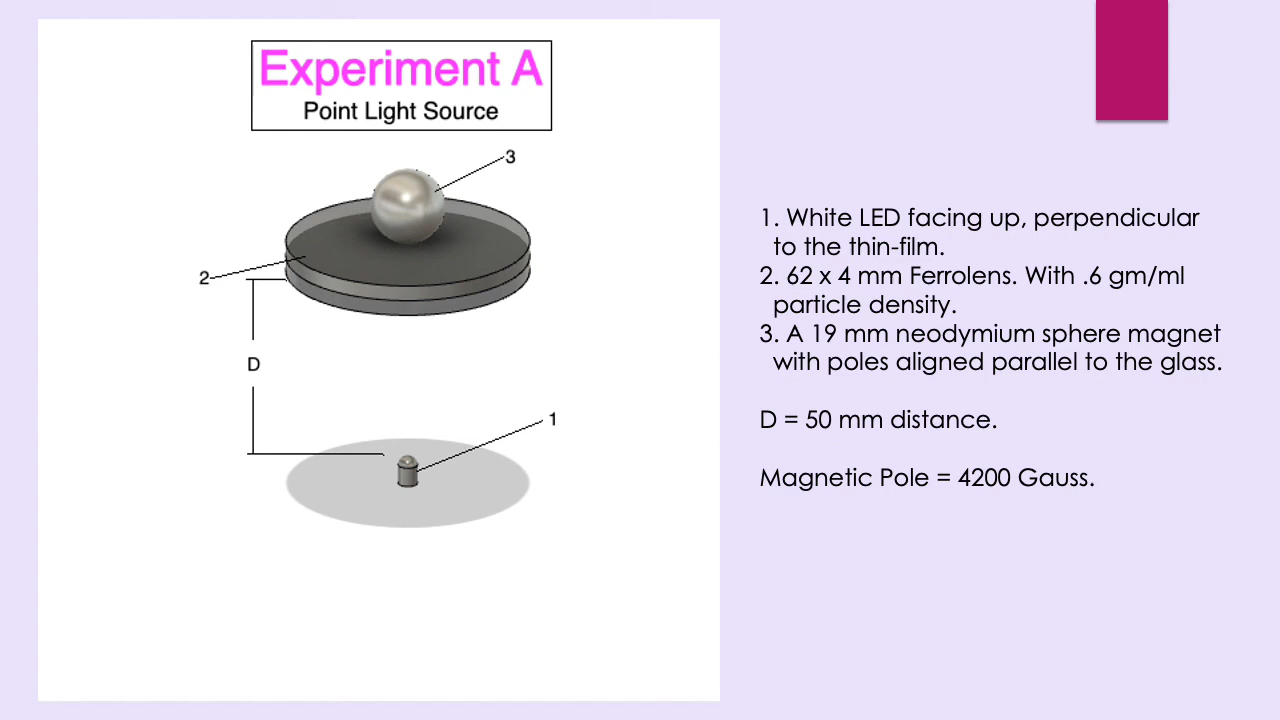 Experiment A
Point Light Source
3
2
D
1
1. White LED facing up, perpendicular
to the thin-film.
2. 62 x 4 mm Ferrolens. With .6 gm/ml
particle density.
3. A 19 mm neodymium sphere magnet
with poles aligned parallel to the glass.
D = 50 mm distance.
Magnetic Pole = 4200 Gauss.